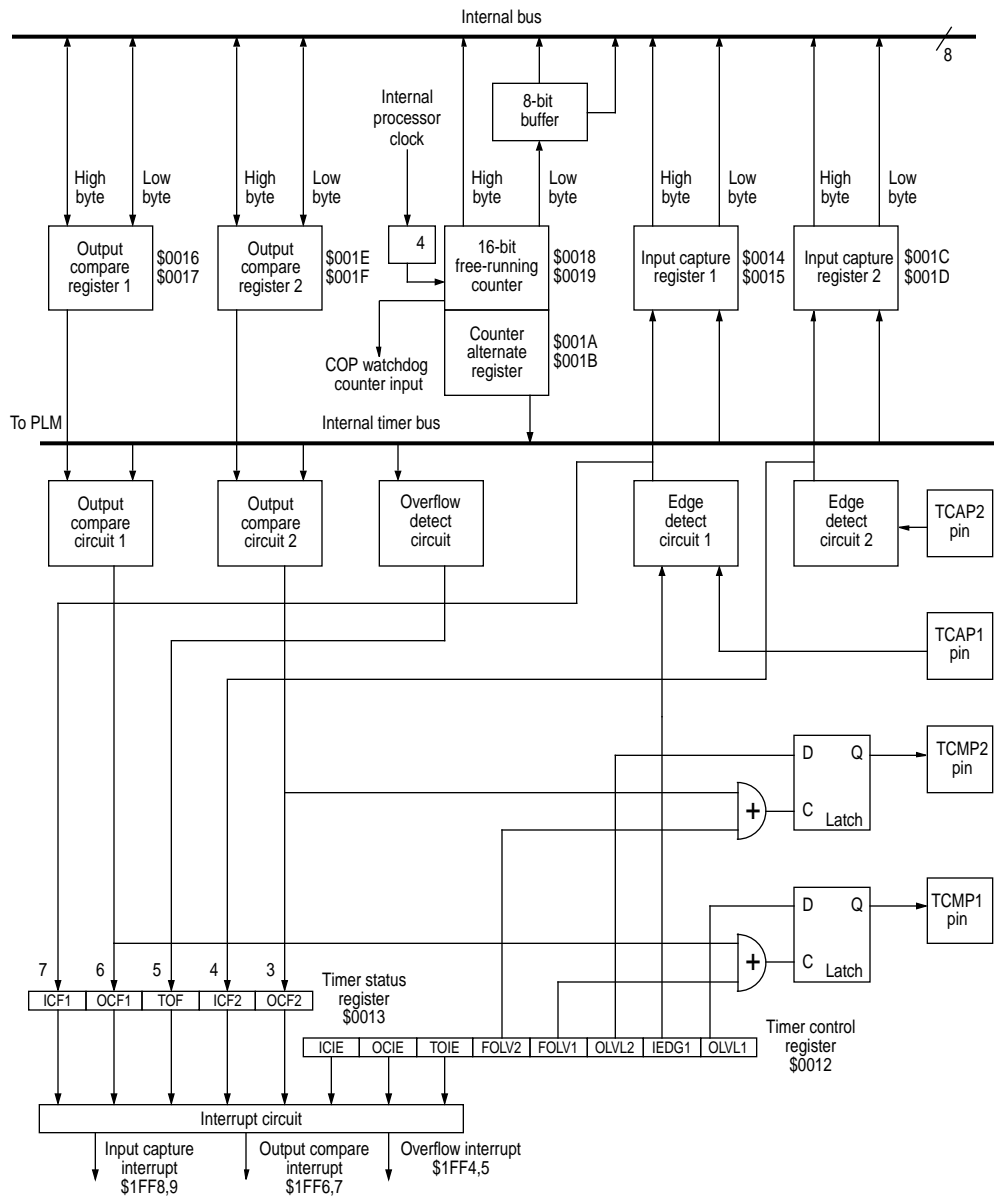 Internal bus
8
Internal
processor
clock
8-bit
buffer
High
byte
Low
byte
High
byte
Low
byte
High
byte
Low
byte
High
byte
Low
byte
High
byte
Low
byte
Output
compare
register 1
$0016
$0017
Output
compare
register 2
$001E
$001F
4
16-bit
free-running
counter
$0018
$0019
Input capture
register 1
$0014
$0015
Input capture
register 2
$001C
$001D
COP watchdog
counter input
Counter
alternate
register
$001A
$001B
To PLM
Internal timer bus
Output
compare
circuit 1
Output
compare
circuit 2
Overflow
detect
circuit
Edge
detect
circuit 1
Edge
detect
circuit 2
TCAP2
pin
TCAP1
pin
D Q
C
Latch
TCMP2
pin
+
D Q
C
Latch
TCMP1
pin
+
7 6 5 4 3
ICF1 OCF1 TOF ICF2 OCF2
Timer status
register
$0013
ICIE OCIE TOIE FOLV2 FOLV1 OLVL2 IEDG1 OLVL1
Timer control
register
$0012
Interrupt circuit
Input capture
interrupt
$1FF8,9
Output compare
interrupt
$1FF6,7
Overflow interrupt
$1FF4,5